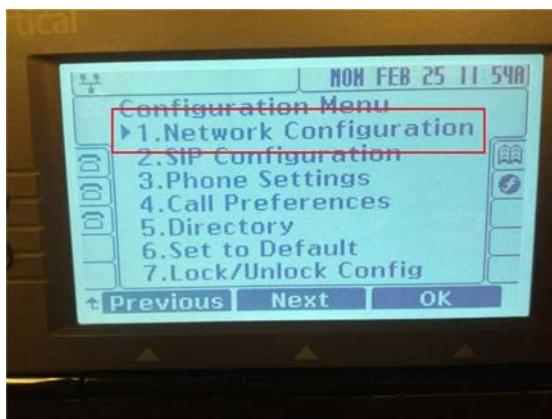 rtical
MON FEB 25 11:54A
Configuration Menu
1.Network Configuration
2.SIP Configuration
3.Phone Settings
4.Call Preferences
5.Directory
6.Set to Default
7.Lock/Unlock Config
Previous Next OK